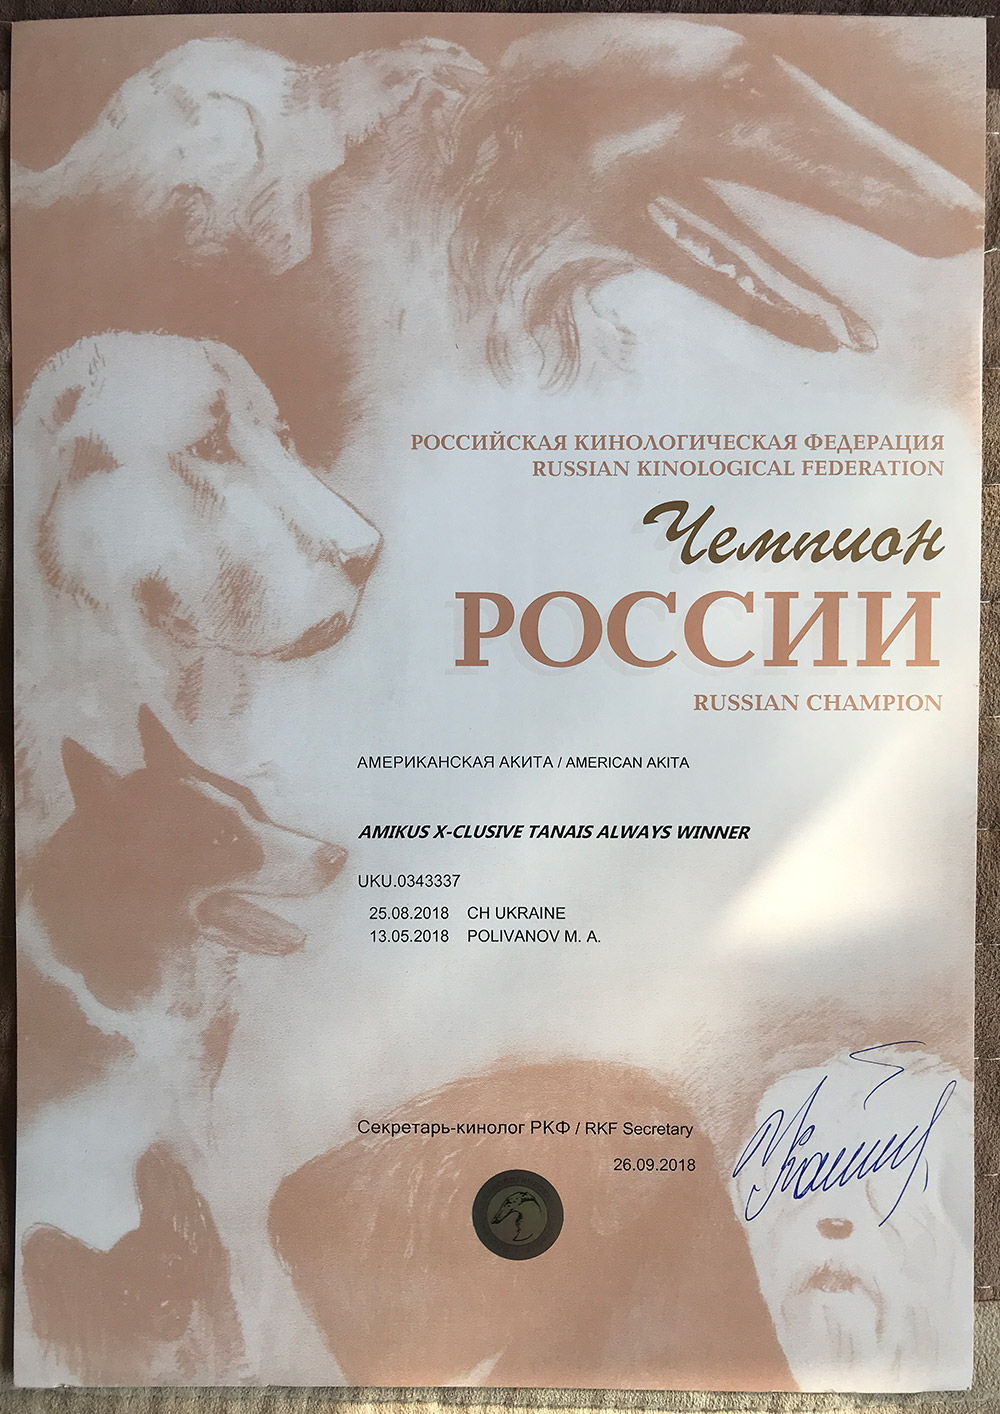 РОССИЙСКАЯ КИНОЛОГИЧЕСКАЯ ФЕДЕРАЦИЯ
RUSSIAN KINOLOGICAL FEDERATION
Чемпион
РОССИИ
RUSSIAN CHAMPION
АМЕРИКАНСКАЯ АКИТА / AMERICAN AKITA
AMIKUS X-CLUSIVE TANAIS ALWAYS WINNER
UKU.0343337
25.08.2018 CH UKRAINE
13.05.2018 POLIVANOV M. A.
Секретарь-кинолог РКФ / RKF Secretary
26.09.2018